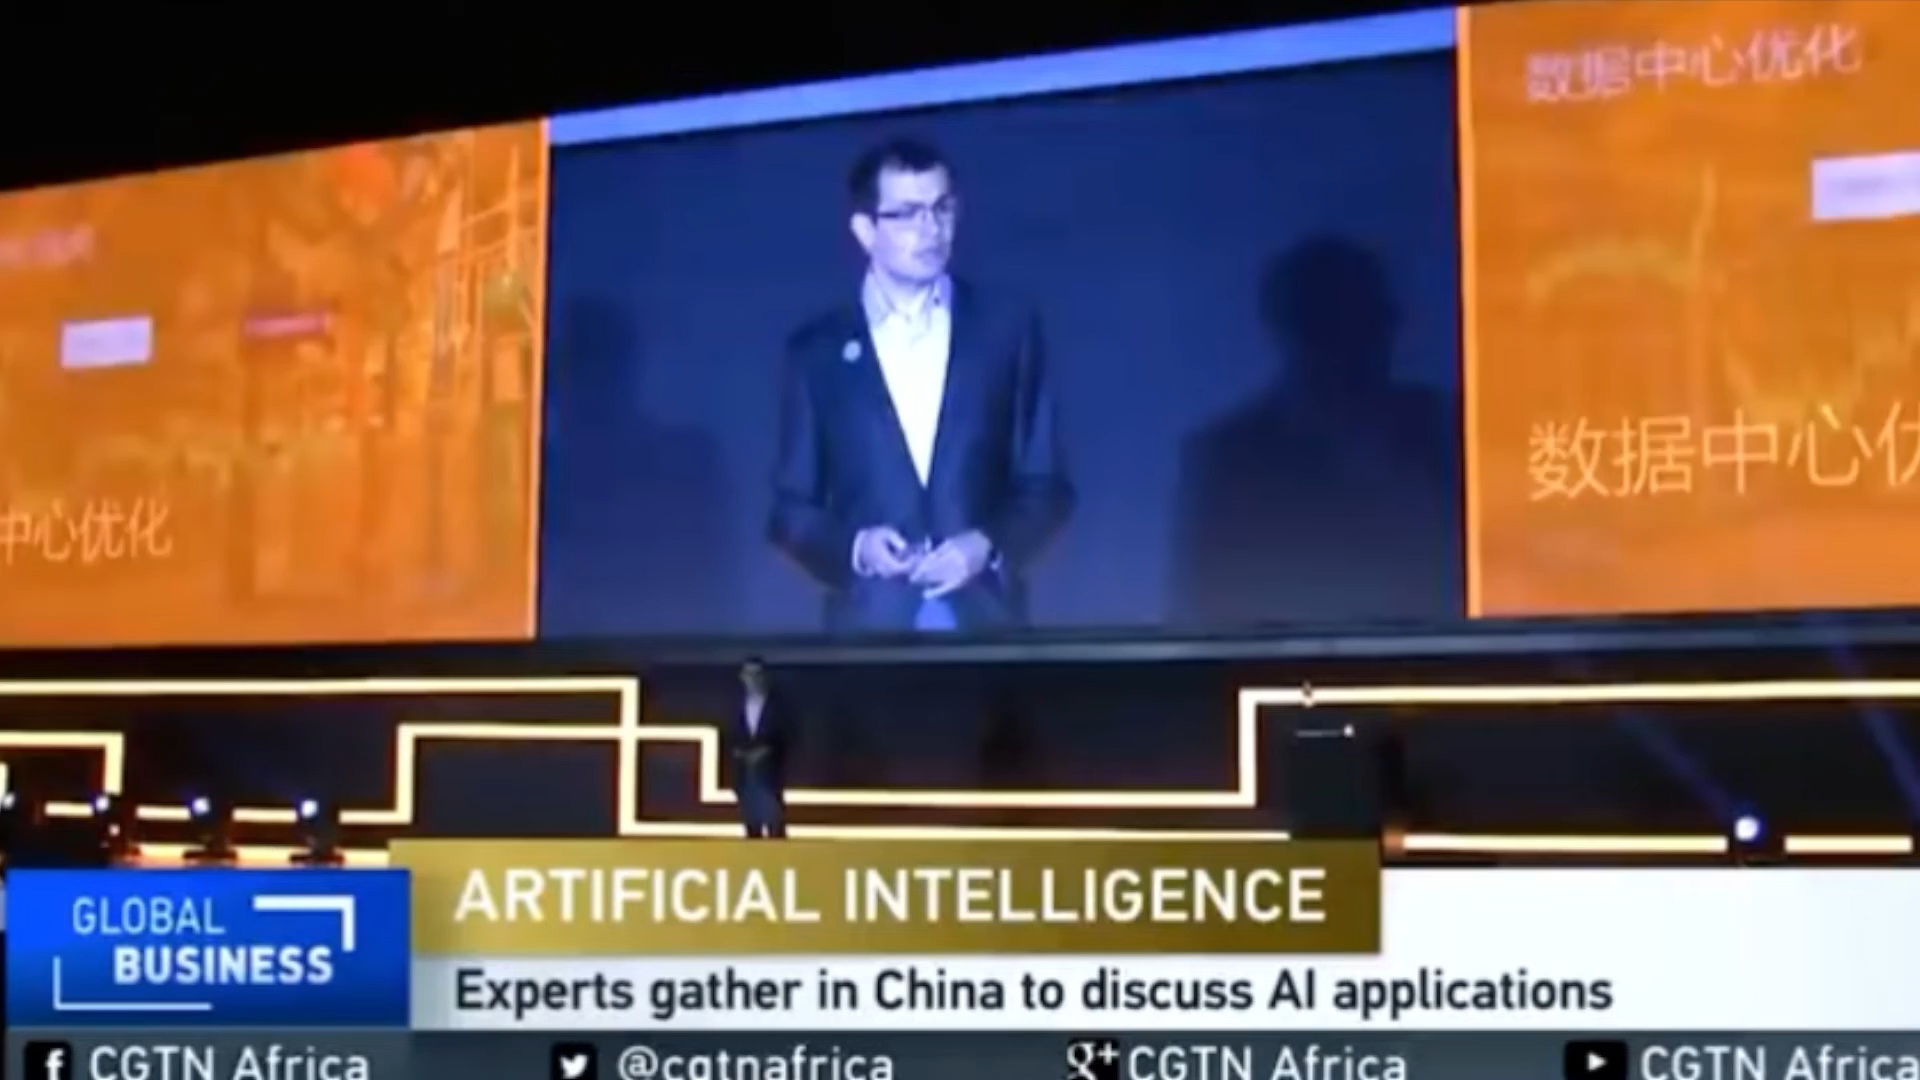 数据中心优化
数据中心优
中心优化
ARTIFICIAL INTELLIGENCE
GLOBAL
BUSINESS
Experts gather in China to discuss AI applications
f CGTN Africa
@cgtnafrica
g+ CGTN Africa
CGTN Africa